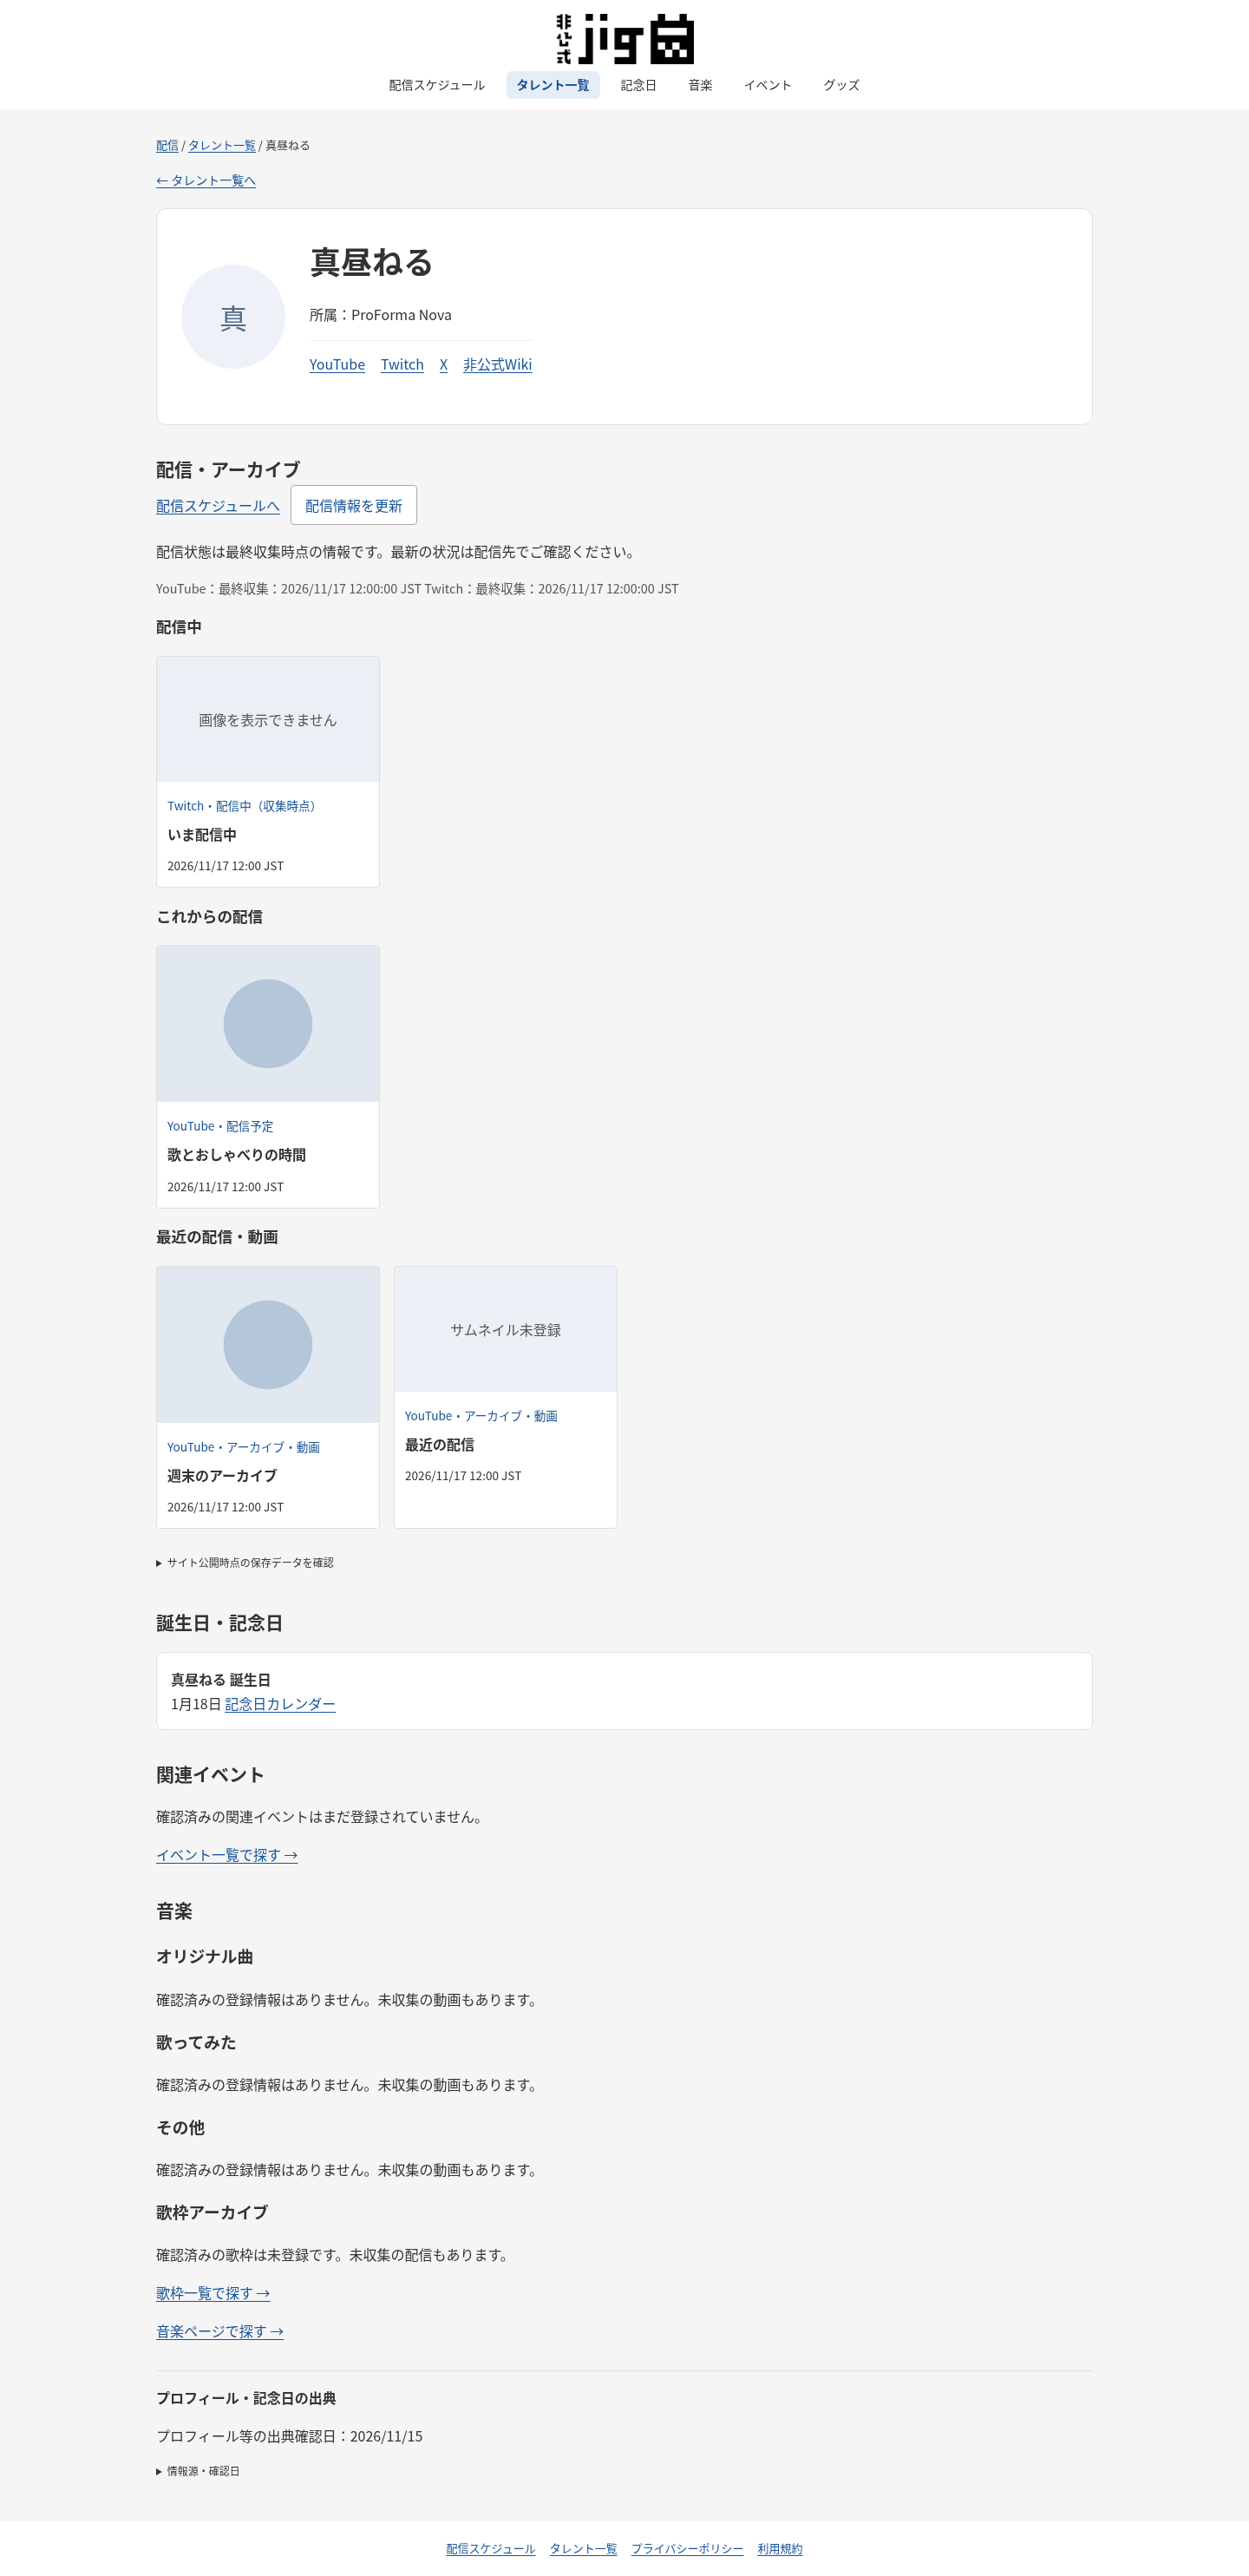 非公式 jig
配信スケジュール タレント一覧 記念日 音楽 イベント グッズ
配信 / タレント一覧 / 真昼ねる
← タレント一覧へ
真
真昼ねる
所属：ProForma Nova
YouTube Twitch X 非公式Wiki
配信・アーカイブ
配信スケジュールへ 配信情報を更新
配信状態は最終収集時点の情報です。最新の状況は配信先でご確認ください。
YouTube：最終収集：2026/11/17 12:00:00 JST Twitch：最終収集：2026/11/17 12:00:00 JST
配信中
画像を表示できません
Twitch・配信中（収集時点）
いま配信中
2026/11/17 12:00 JST
これからの配信
YouTube・配信予定
歌とおしゃべりの時間
2026/11/17 12:00 JST
最近の配信・動画
YouTube・アーカイブ・動画
週末のアーカイブ
2026/11/17 12:00 JST
サムネイル未登録
YouTube・アーカイブ・動画
最近の配信
2026/11/17 12:00 JST
▶ サイト公開時点の保存データを確認
誕生日・記念日
真昼ねる 誕生日
1月18日 記念日カレンダー
関連イベント
確認済みの関連イベントはまだ登録されていません。
イベント一覧で探す →
音楽
オリジナル曲
確認済みの登録情報はありません。未収集の動画もあります。
歌ってみた
確認済みの登録情報はありません。未収集の動画もあります。
その他
確認済みの登録情報はありません。未収集の動画もあります。
歌枠アーカイブ
確認済みの歌枠は未登録です。未収集の配信もあります。
歌枠一覧で探す →
音楽ページで探す →
プロフィール・記念日の出典
プロフィール等の出典確認日：2026/11/15
▶ 情報源・確認日
配信スケジュール タレント一覧 プライバシーポリシー 利用規約